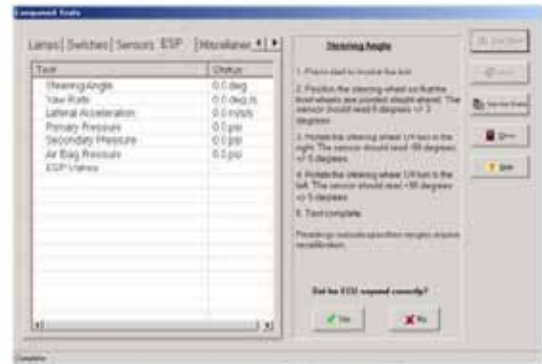 Component Tests
Lamps Switches Sensors ESP Miscellaneo
Test Status
Steering Angle 0.0 deg
Yaw Rate 0.0 deg/s
Lateral Acceleration 0.0 m/s/s
Primary Pressure 0.0 psi
Secondary Pressure 0.0 psi
Air Bag Pressure 0.0 psi
ESP Valves
Steering Angle
1. Press start to
the test
2. Position the steering wheel so that the
front wheels are pointed straight ahead. The
sensor should read 0 degrees +/- 3
degrees.
3. Rotate the steering wheel 1/4 turn to the
right. The sensor should read -90 degrees
+/- 5 degrees.
4. Rotate the steering wheel 1/4 turn to the
left. The sensor should read +90 degrees
+/- 5 degrees.
5. Test complete.
Readings outside specified ranges require
recalibration.
Did the ECU respond correctly?
Yes No
Help